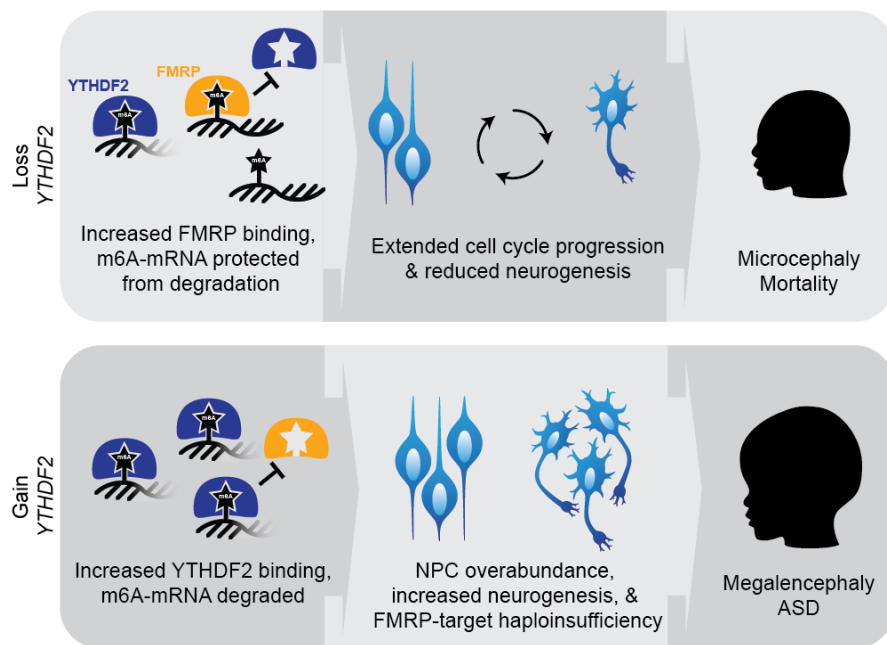 Loss
YTHDF2
YTHDF2
FMRP
m6A
m6A
m6A
Increased FMRP binding,
m6A-mRNA protected
from degradation
Extended cell cycle progression
& reduced neurogenesis
Microcephaly
Mortality
Gain
YTHDF2
m6A
m6A
m6A
Increased YTHDF2 binding,
m6A-mRNA degraded
NPC overabundance,
increased neurogenesis, &
FMRP-target haploinsufficiency
Megalencephaly
ASD